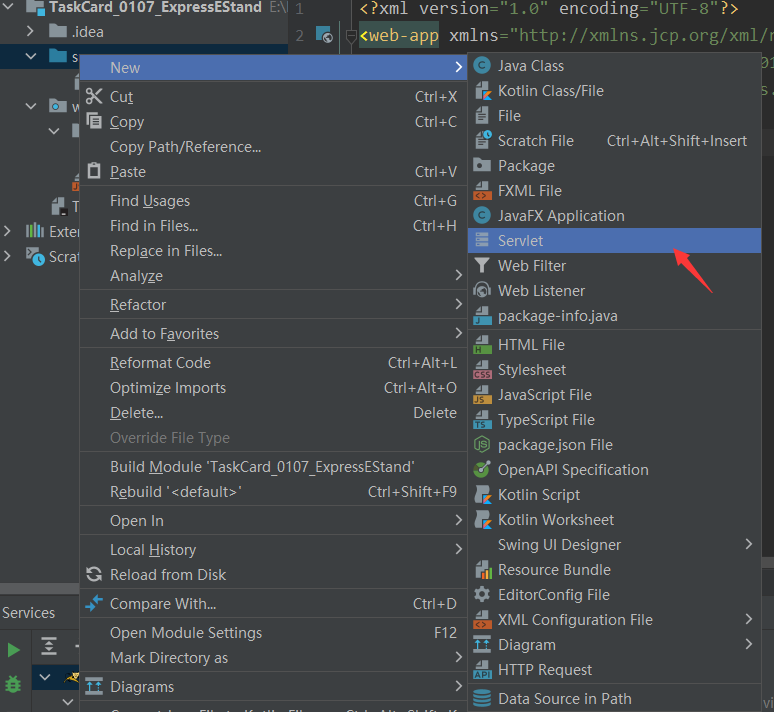 TaskCard_0107_ExpressEStand E:\
.idea
1 <?xml version="1.0" encoding="UTF-8"?>
2 <web-app xmlns="http://xmlns.jcp.org/xml/
New
Cut Ctrl+X
Copy Ctrl+C
Copy Path/Reference...
Paste Ctrl+V
Find Usages Ctrl+G
Find in Files... Ctrl+H
Replace in Files...
Analyze
Refactor
Add to Favorites
Reformat Code Ctrl+Alt+L
Optimize Imports Ctrl+Alt+O
Delete... Delete
Override File Type
Build Module 'TaskCard_0107_ExpressEStand'
Rebuild '<default>' Ctrl+Shift+F9
Open In
Local History
Reload from Disk
Compare With... Ctrl+D
Open Module Settings F12
Mark Directory as
Diagrams
Java Class
Kotlin Class/File
File
Scratch File Ctrl+Alt+Shift+Insert
Package
FXML File
JavaFX Application
Servlet
Web Filter
Web Listener
package-info.java
HTML File
Stylesheet
JavaScript File
TypeScript File
package.json File
OpenAPI Specification
Kotlin Script
Kotlin Worksheet
Swing UI Designer
Resource Bundle
EditorConfig File
XML Configuration File
Diagram
HTTP Request
Data Source in Path
Services